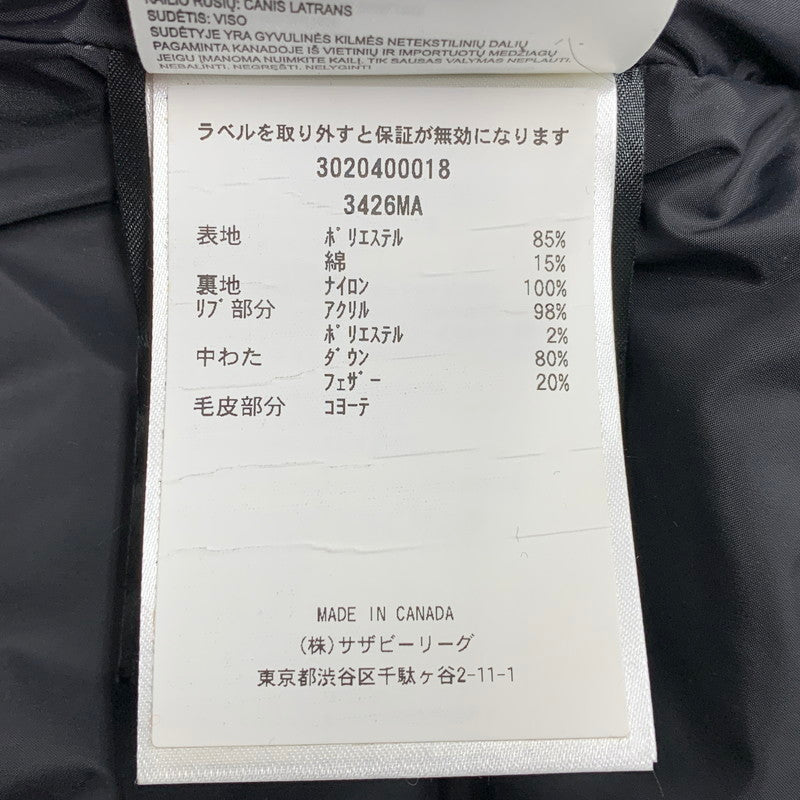 KAILIO RŪŠIŲ: CANIS LATRANS
SUDĖTIS: VISO
SUDĖTYJE YRA GYVULINĖS KILMĖS NETEKSTILINIŲ DALIŲ
PAGAMINTA KANADOJE IŠ VIETINIŲ IR IMPORTUOTŲ MEDŽIAGŲ
JEIGU ĮMANOMA NUIMKITE KAILĮ, TIK SAUSAS VALYMAS NEPLAUTI,
NEBALINTI, NEGRĘŠTI, NELYGINTI
ラベルを取り外すと保証が無効になります
3020400018
3426MA
表地 ﾎﾟﾘｴｽﾃﾙ 85%
綿 15%
裏地 ﾅｲﾛﾝ 100%
ﾘﾌﾞ部分 ｱｸﾘﾙ 98%
ﾎﾟﾘｴｽﾃﾙ 2%
中わた ﾀﾞｳﾝ 80%
ﾌｪｻﾞｰ 20%
毛皮部分 ｺﾖｰﾃ
MADE IN CANADA
(株)サザビーリーグ
東京都渋谷区千駄ヶ谷2-11-1